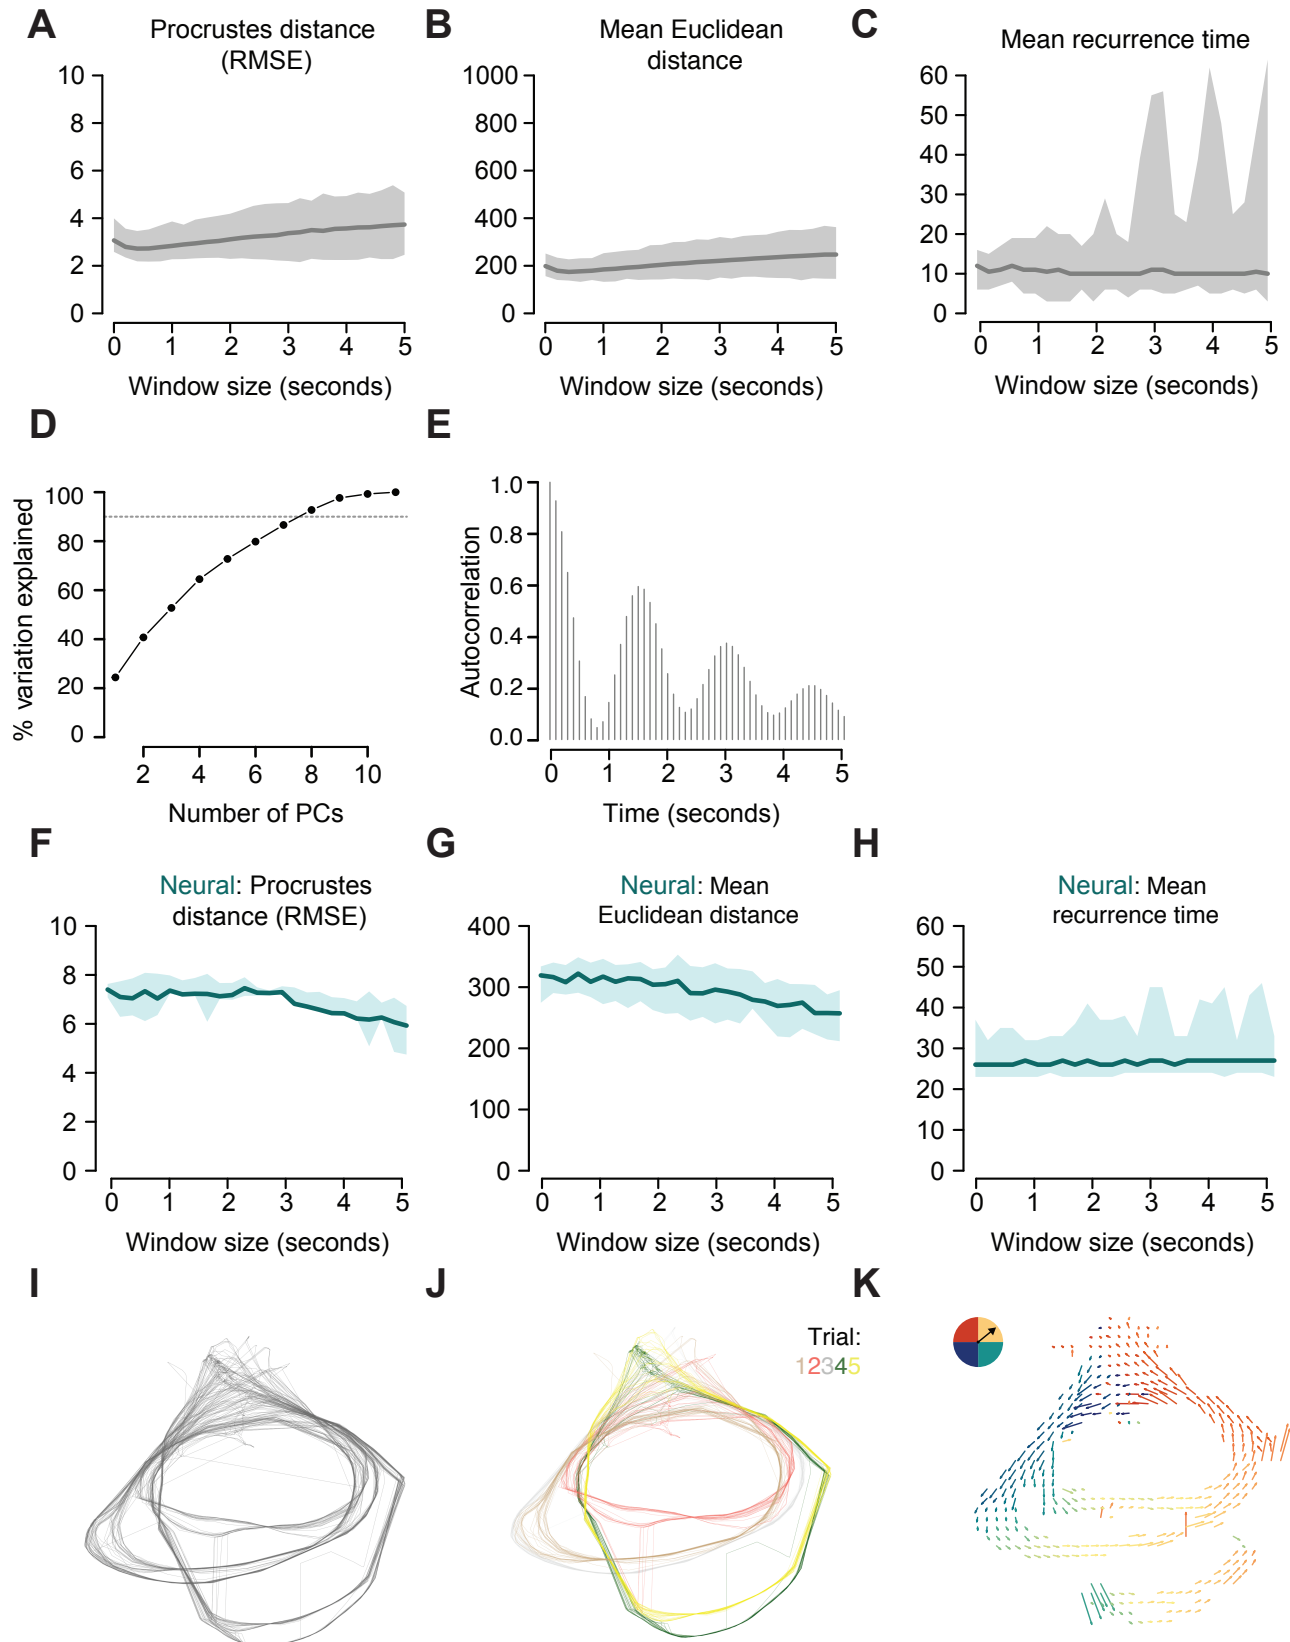 A
Procrustes distance
(RMSE)
10
8
6
4
2
0
0 1 2 3 4 5
Window size (seconds)
B
Mean Euclidean
distance
1000
800
600
400
200
0
0 1 2 3 4 5
Window size (seconds)
C
Mean recurrence time
60
50
40
30
20
10
0
0 1 2 3 4 5
Window size (seconds)
D
% variation explained
100
80
60
40
20
0
2 4 6 8 10
Number of PCs
E
Autocorrelation
1.0
0.8
0.6
0.4
0.2
0.0
0 1 2 3 4 5
Time (seconds)
F
Neural: Procrustes
distance (RMSE)
10
8
6
4
2
0
0 1 2 3 4 5
Window size (seconds)
G
Neural: Mean
Euclidean distance
400
300
200
100
0
0 1 2 3 4 5
Window size (seconds)
H
Neural: Mean
recurrence time
60
50
40
30
20
10
0
0 1 2 3 4 5
Window size (seconds)
I
J
Trial:
12345
K